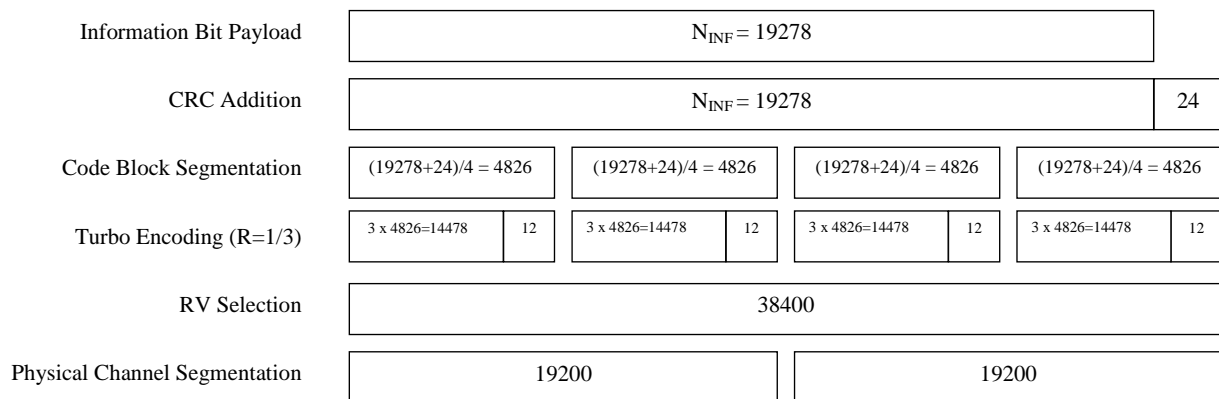 Information Bit Payload N_INF = 19278
CRC Addition N_INF = 19278 24
Code Block Segmentation (19278+24)/4 = 4826 (19278+24)/4 = 4826 (19278+24)/4 = 4826 (19278+24)/4 = 4826
Turbo Encoding (R=1/3) 3 x 4826=14478 12 3 x 4826=14478 12 3 x 4826=14478 12 3 x 4826=14478 12
RV Selection 38400
Physical Channel Segmentation 19200 19200